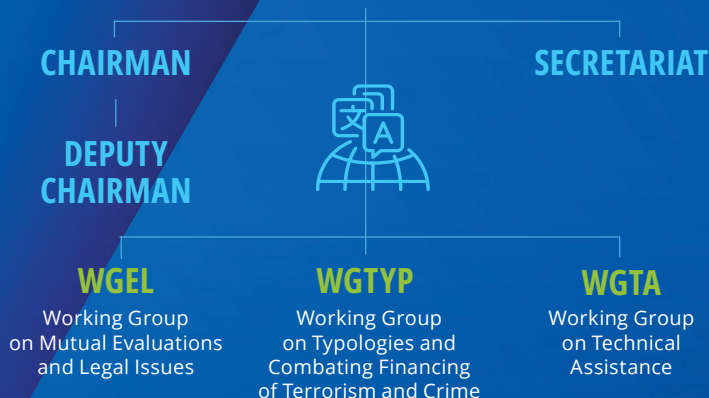 CHAIRMAN
SECRETARIAT
DEPUTY
CHAIRMAN
文
A
WGEL
Working Group
on Mutual Evaluations
and Legal Issues
WGTYP
Working Group
on Typologies and
Combating Financing
of Terrorism and Crime
WGTA
Working Group
on Technical
Assistance